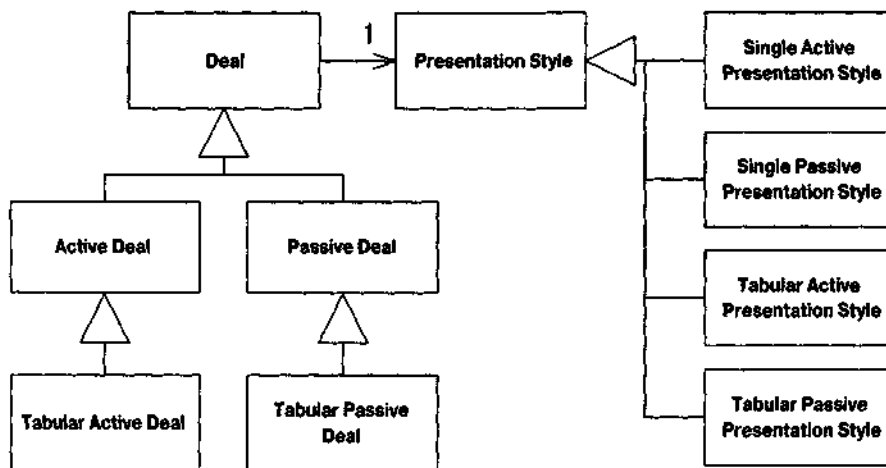 Deal
1
Presentation Style
Single Active
Presentation Style
Single Passive
Presentation Style
Active Deal
Passive Deal
Tabular Active
Presentation Style
Tabular Active Deal
Tabular Passive
Deal
Tabular Passive
Presentation Style